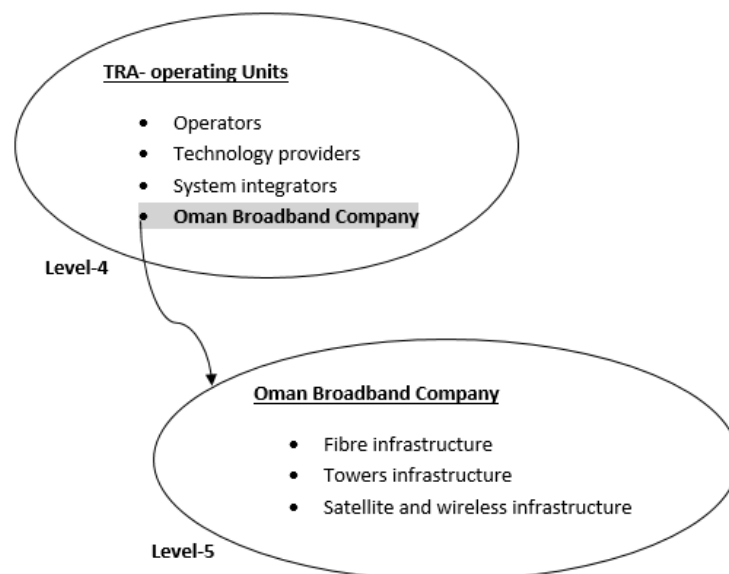 TRA- operating Units
• Operators
• Technology providers
• System integrators
• Oman Broadband Company
Level-4
Oman Broadband Company
• Fibre infrastructure
• Towers infrastructure
• Satellite and wireless infrastructure
Level-5